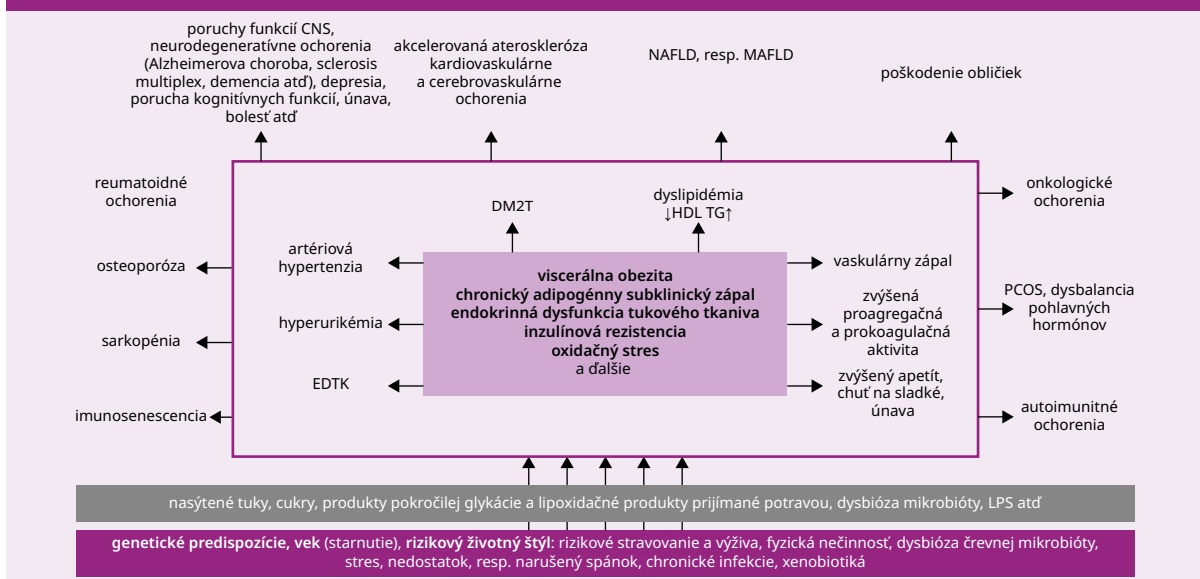 poruchy funkcií CNS,
neurodegeneratívne ochorenia
(Alzheimerova choroba, sclerosis
multiplex, demencia atď), depresia,
porucha kognitívnych funkcií, únava,
bolesť atď
akcelerovaná ateroskleróza
kardiovaskulárne
a cerebrovaskulárne
ochorenia
NAFLD, resp. MAFLD
poškodenie obličiek
reumatoidné
ochorenia
osteoporóza
sarkopénia
imunosenescencia
DM2T
dyslipidémia
↓HDL TG↑
artériová
hypertenzia
hyperurikémia
EDTK
viscerálna obezita
chronický adipogénny subklinický zápal
endokrinná dysfunkcia tukového tkaniva
inzulínová rezistencia
oxidačný stres
a ďalšie
vaskulárny zápal
zvýšená
proagregačná
a prokoagulačná
aktivita
zvýšený apetít,
chuť na sladké,
únava
onkologické
ochorenia
PCOS, dysbalancia
pohlavných
hormónov
autoimunitné
ochorenia
nasýtené tuky, cukry, produkty pokročilej glykácie a lipoxidačné produkty prijímané potravou, dysbióza mikrobióty, LPS atď
genetické predispozície, vek (starnutie), rizikový životný štýl: rizikové stravovanie a výživa, fyzická nečinnosť, dysbióza črevnej mikrobióty,
stres, nedostatok, resp. narušený spánok, chronické infekcie, xenobiotiká